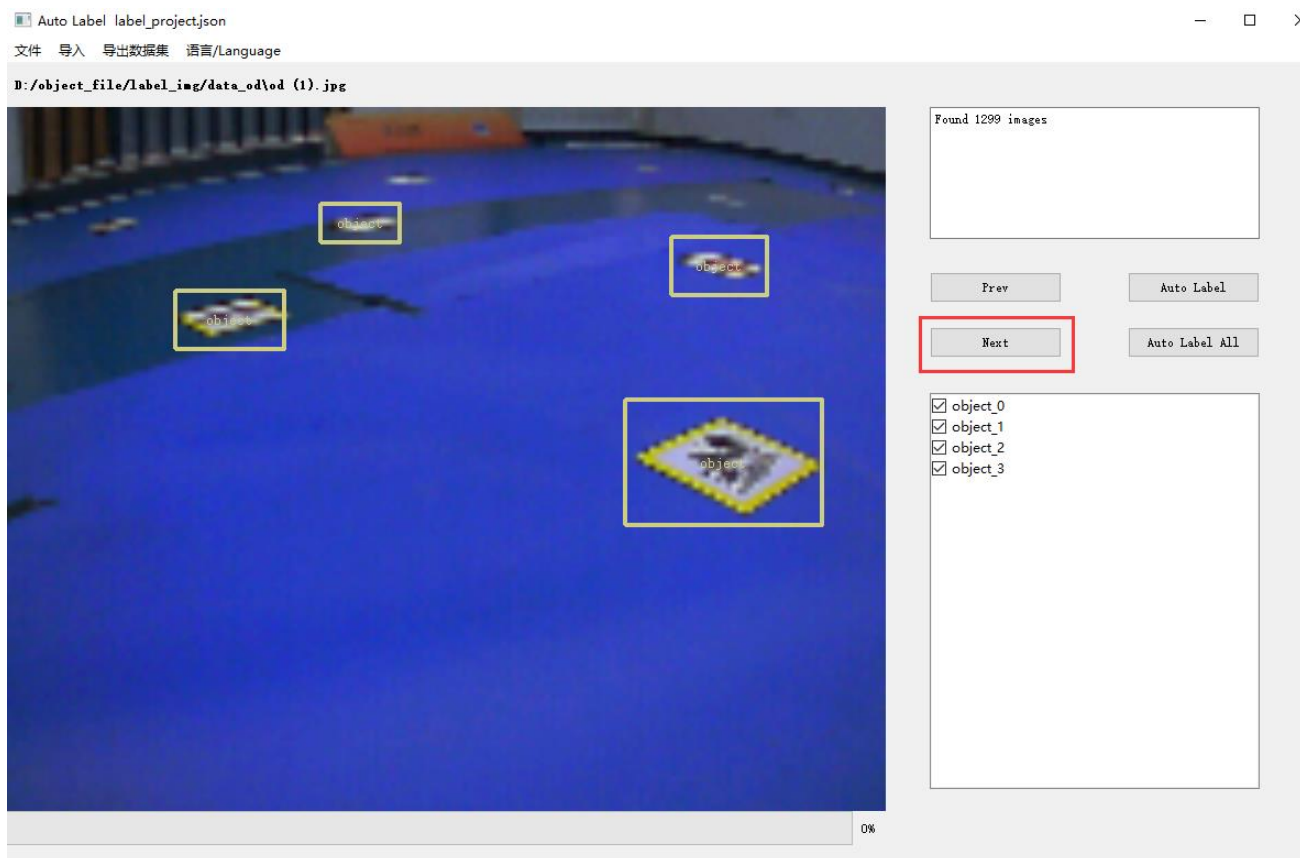 Auto Label label_project.json
文件 导入 导出数据集 语言/Language
D:/object_file/label_img/data_od\od (1).jpg
Found 1299 images
object
object
object
object
Prev
Auto Label
Next
Auto Label All
object_0
object_1
object_2
object_3
0%